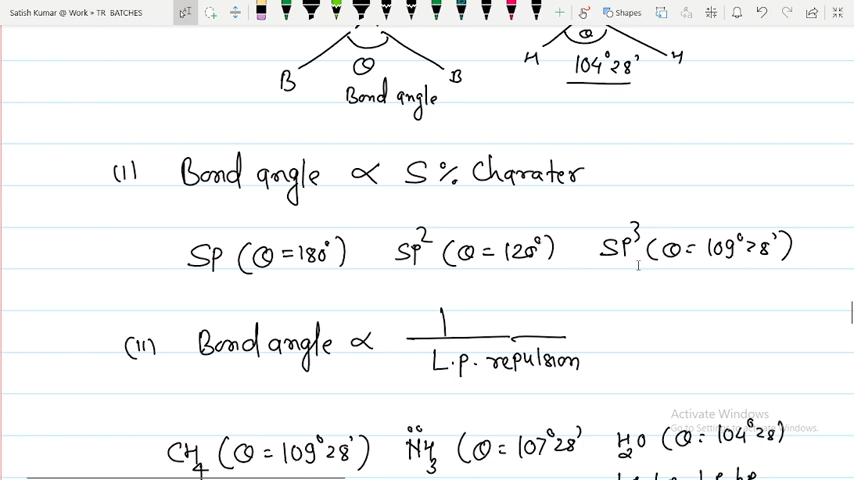 Satish Kumar @ Work » TR BATCHES
Shapes
B θ B
H θ H
104°28'
Bond angle
(I) Bond angle ∝ S% Charater
SP (θ = 180°) SP² (θ = 120°) SP³ (θ = 109°28')
(II) Bond angle ∝ 1 / L.p. repulsion
Activate Windows
Go to Settings to activate Windows.
CH₄ (θ = 109°28') NH₃ (θ = 107°28' H₂O (θ = 104°28)